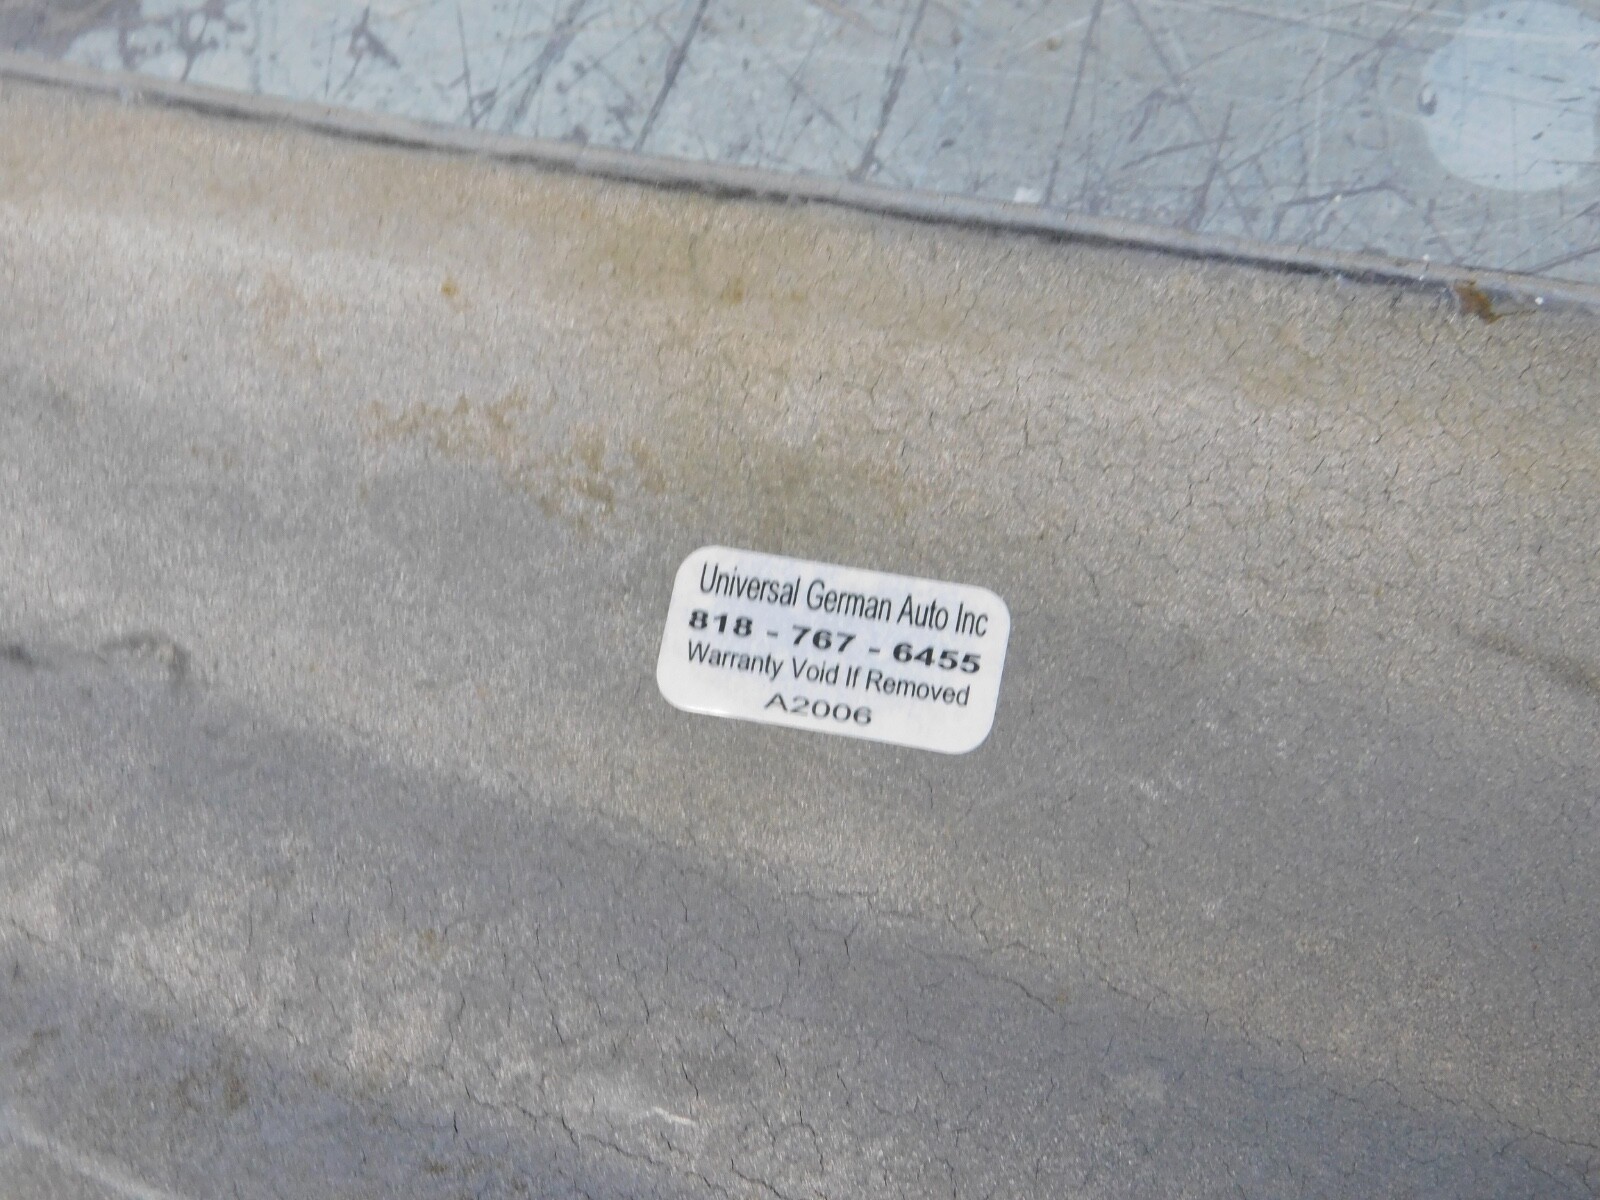 Universal German Auto Inc
818 - 767 - 6455
Warranty Void If Removed
A2006